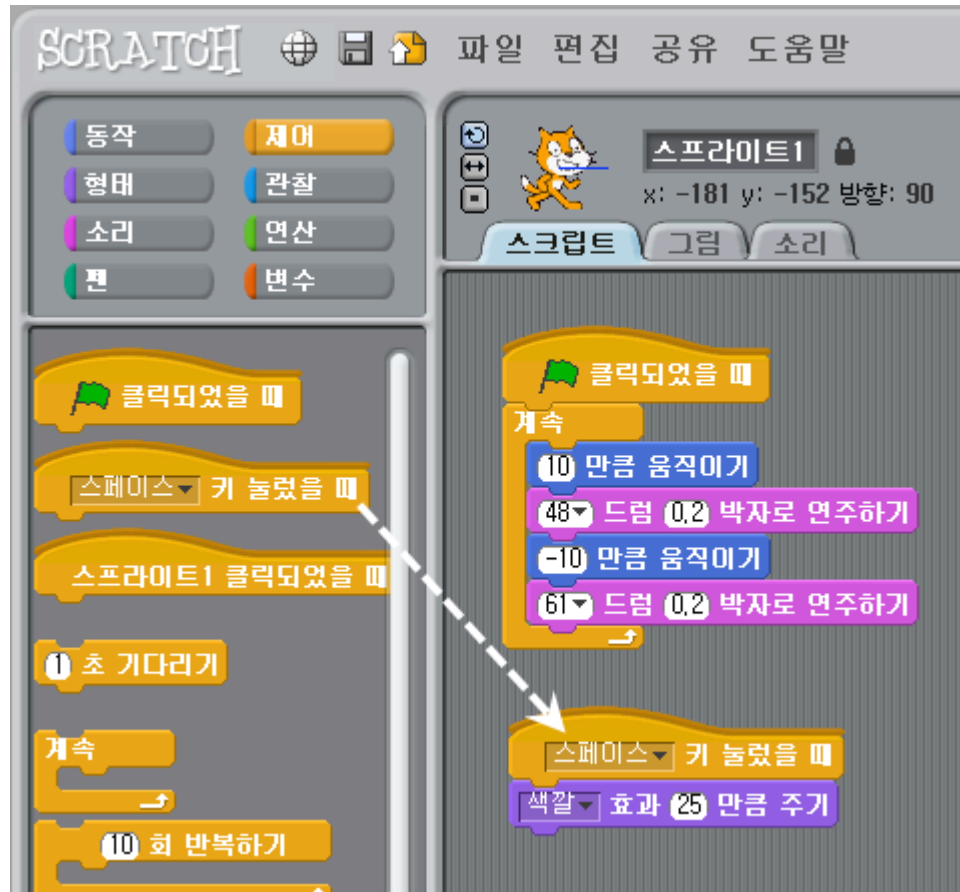 SCRATCH 파일 편집 공유 도움말
동작 제어
형태 관찰
소리 연산
펜 변수
스프라이트1
x: -181 y: -152 방향: 90
스크립트 그림 소리
클릭되었을 때
스페이스 키 눌렀을 때
스프라이트1 클릭되었을 때
1 초 기다리기
계속
10 회 반복하기
클릭되었을 때
계속
10 만큼 움직이기
48 드럼 0.2 박자로 연주하기
-10 만큼 움직이기
61 드럼 0.2 박자로 연주하기
스페이스 키 눌렀을 때
색깔 효과 25 만큼 주기